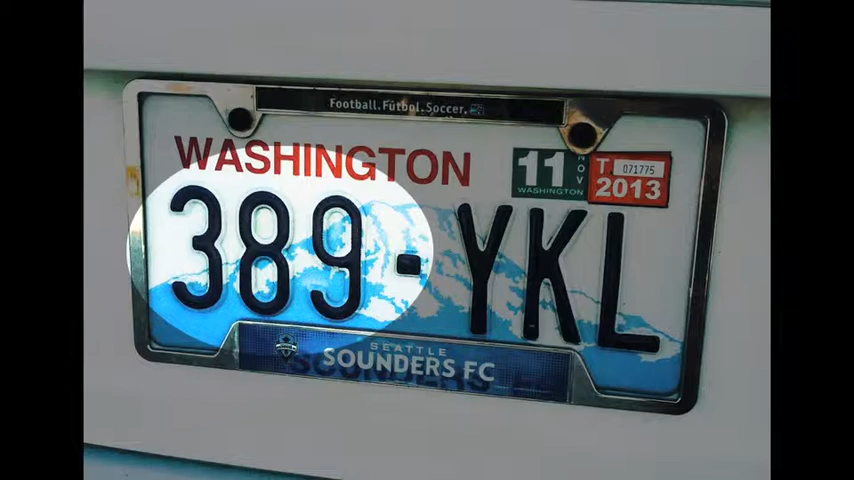 Football.Fútbol.Soccer.
WASHINGTON
11 NOV WASHINGTON
T 071775 2013
389-YKL
SEATTLE
SOUNDERS FC